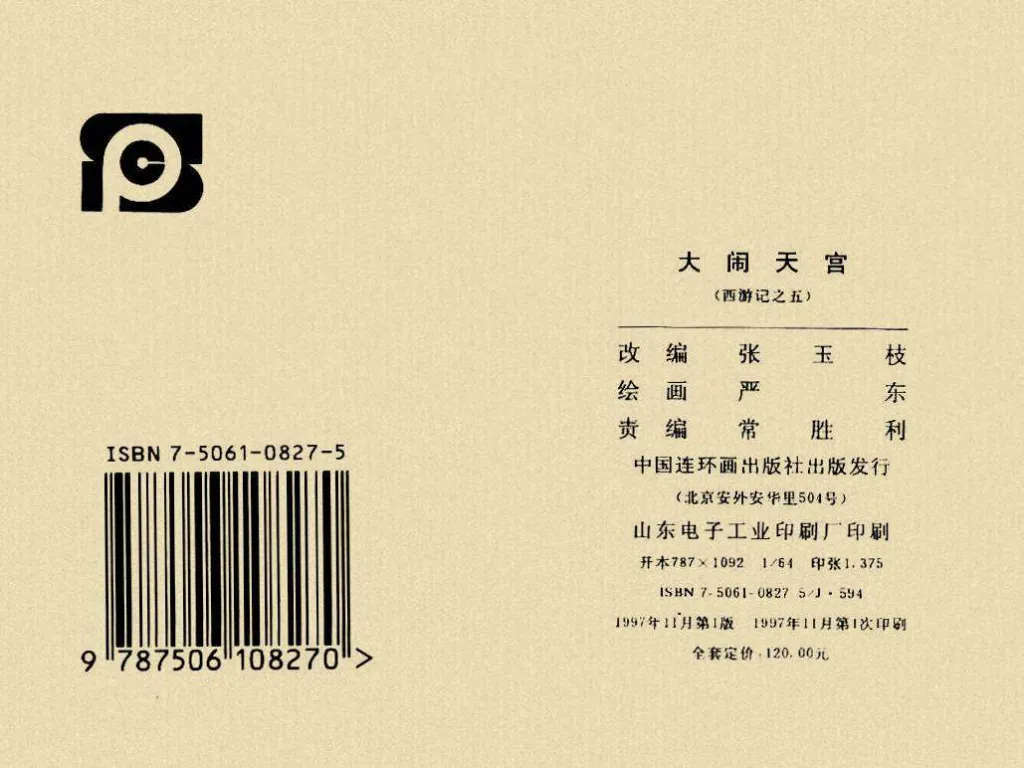 大闹天宫
（西游记之五）
改编 张玉枝
绘画 严东
责编 常胜利
中国连环画出版社出版发行
（北京安外安华里504号）
山东电子工业印刷厂印刷
开本787×1092 1/64 印张1.375
ISBN 7-5061-0827 5/J·594
1997年11月第1版 1997年11月第1次印刷
全套定价：120.00元
ISBN 7-5061-0827-5
9 787506 108270 >